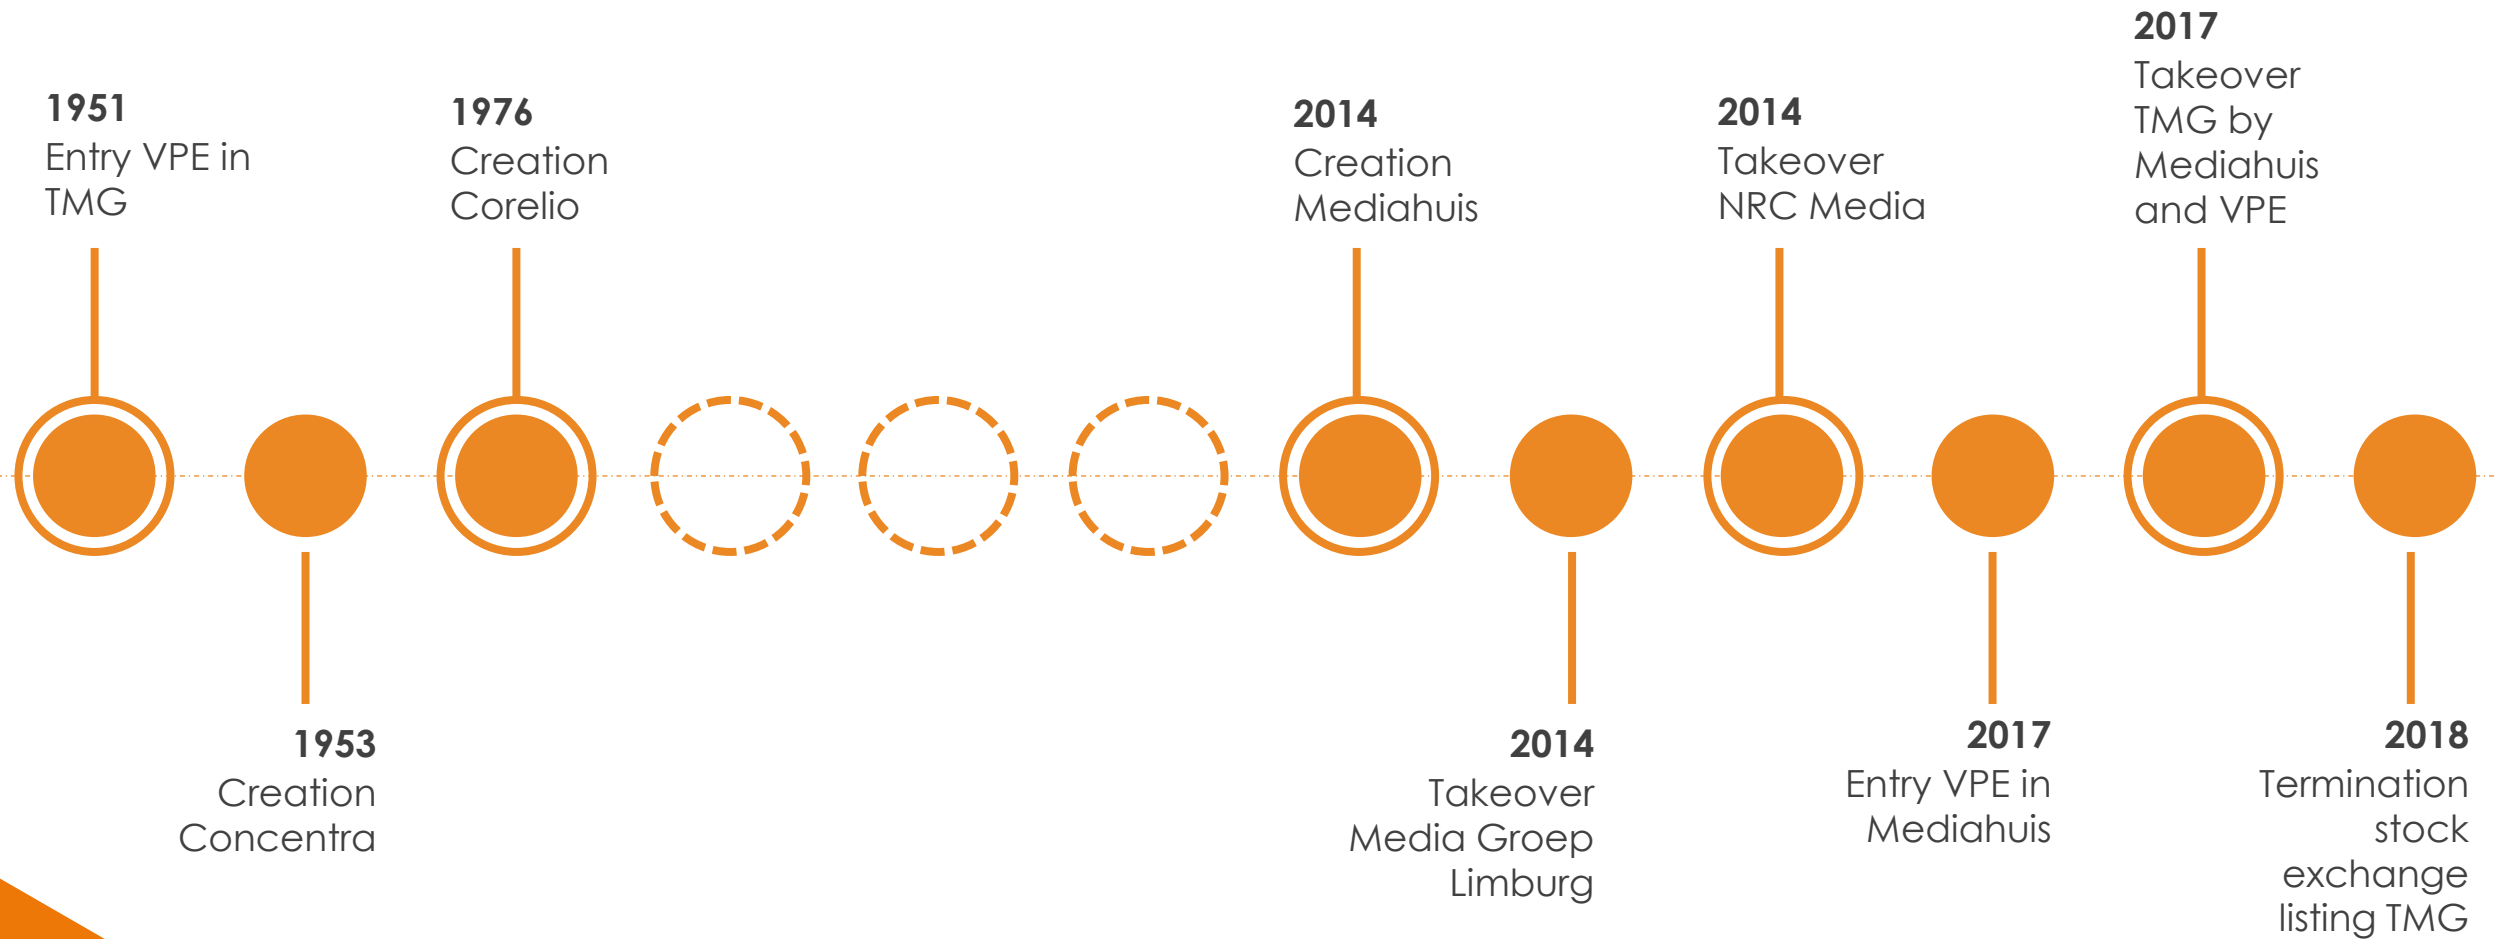 1951
Entry VPE in
TMG
1953
Creation
Concentra
1976
Creation
Corelio
2014
Creation
Mediahuis
2014
Takeover
Media Groep
Limburg
2014
Takeover
NRC Media
2017
Entry VPE in
Mediahuis
2017
Takeover
TMG by
Mediahuis
and VPE
2018
Termination
stock
exchange
listing TMG